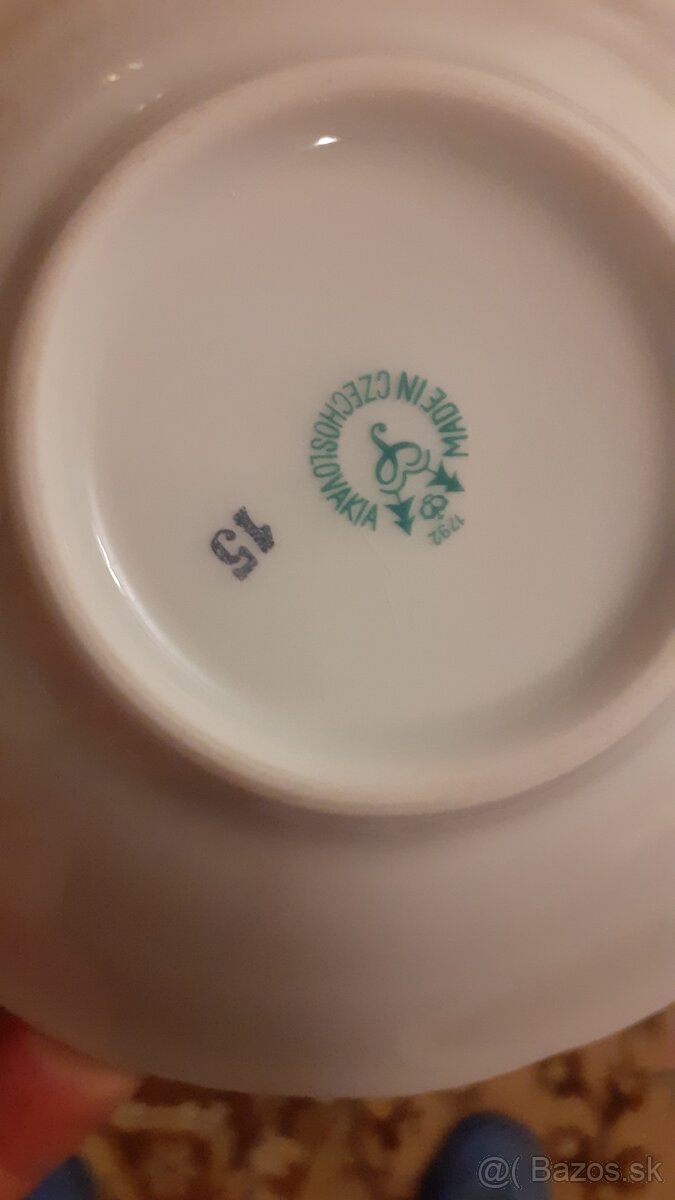 MADE IN CZECHOSLOVAKIA
1792
15
@( Bazos.sk